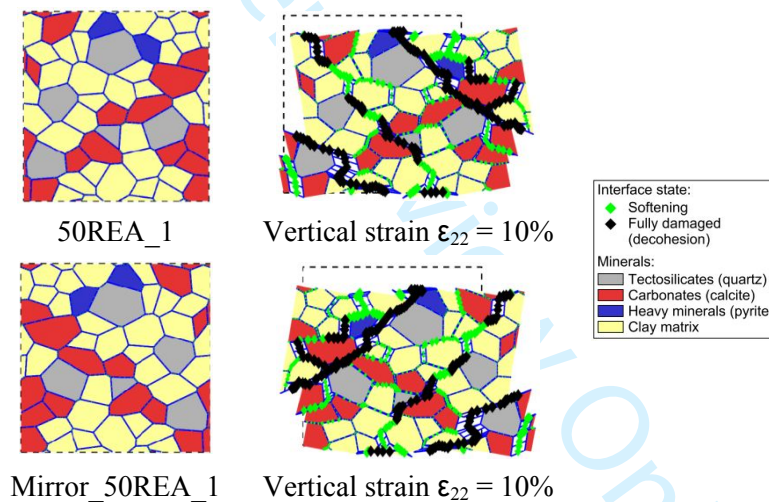 50REA_1
Vertical strain ε₂₂ = 10%
Interface state:
Softening
Fully damaged
(decohesion)
Minerals:
Tectosilicates (quartz)
Carbonates (calcite)
Heavy minerals (pyrite
Clay matrix
Mirror_50REA_1
Vertical strain ε₂₂ = 10%